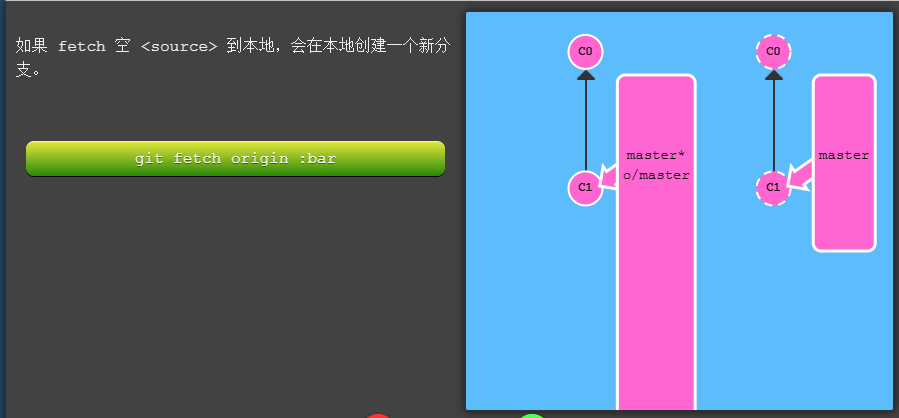 如果 fetch 空 <source> 到本地，会在本地创建一个新分
支。
git fetch origin :bar
C0
C0
master*
o/master
master
C1
C1